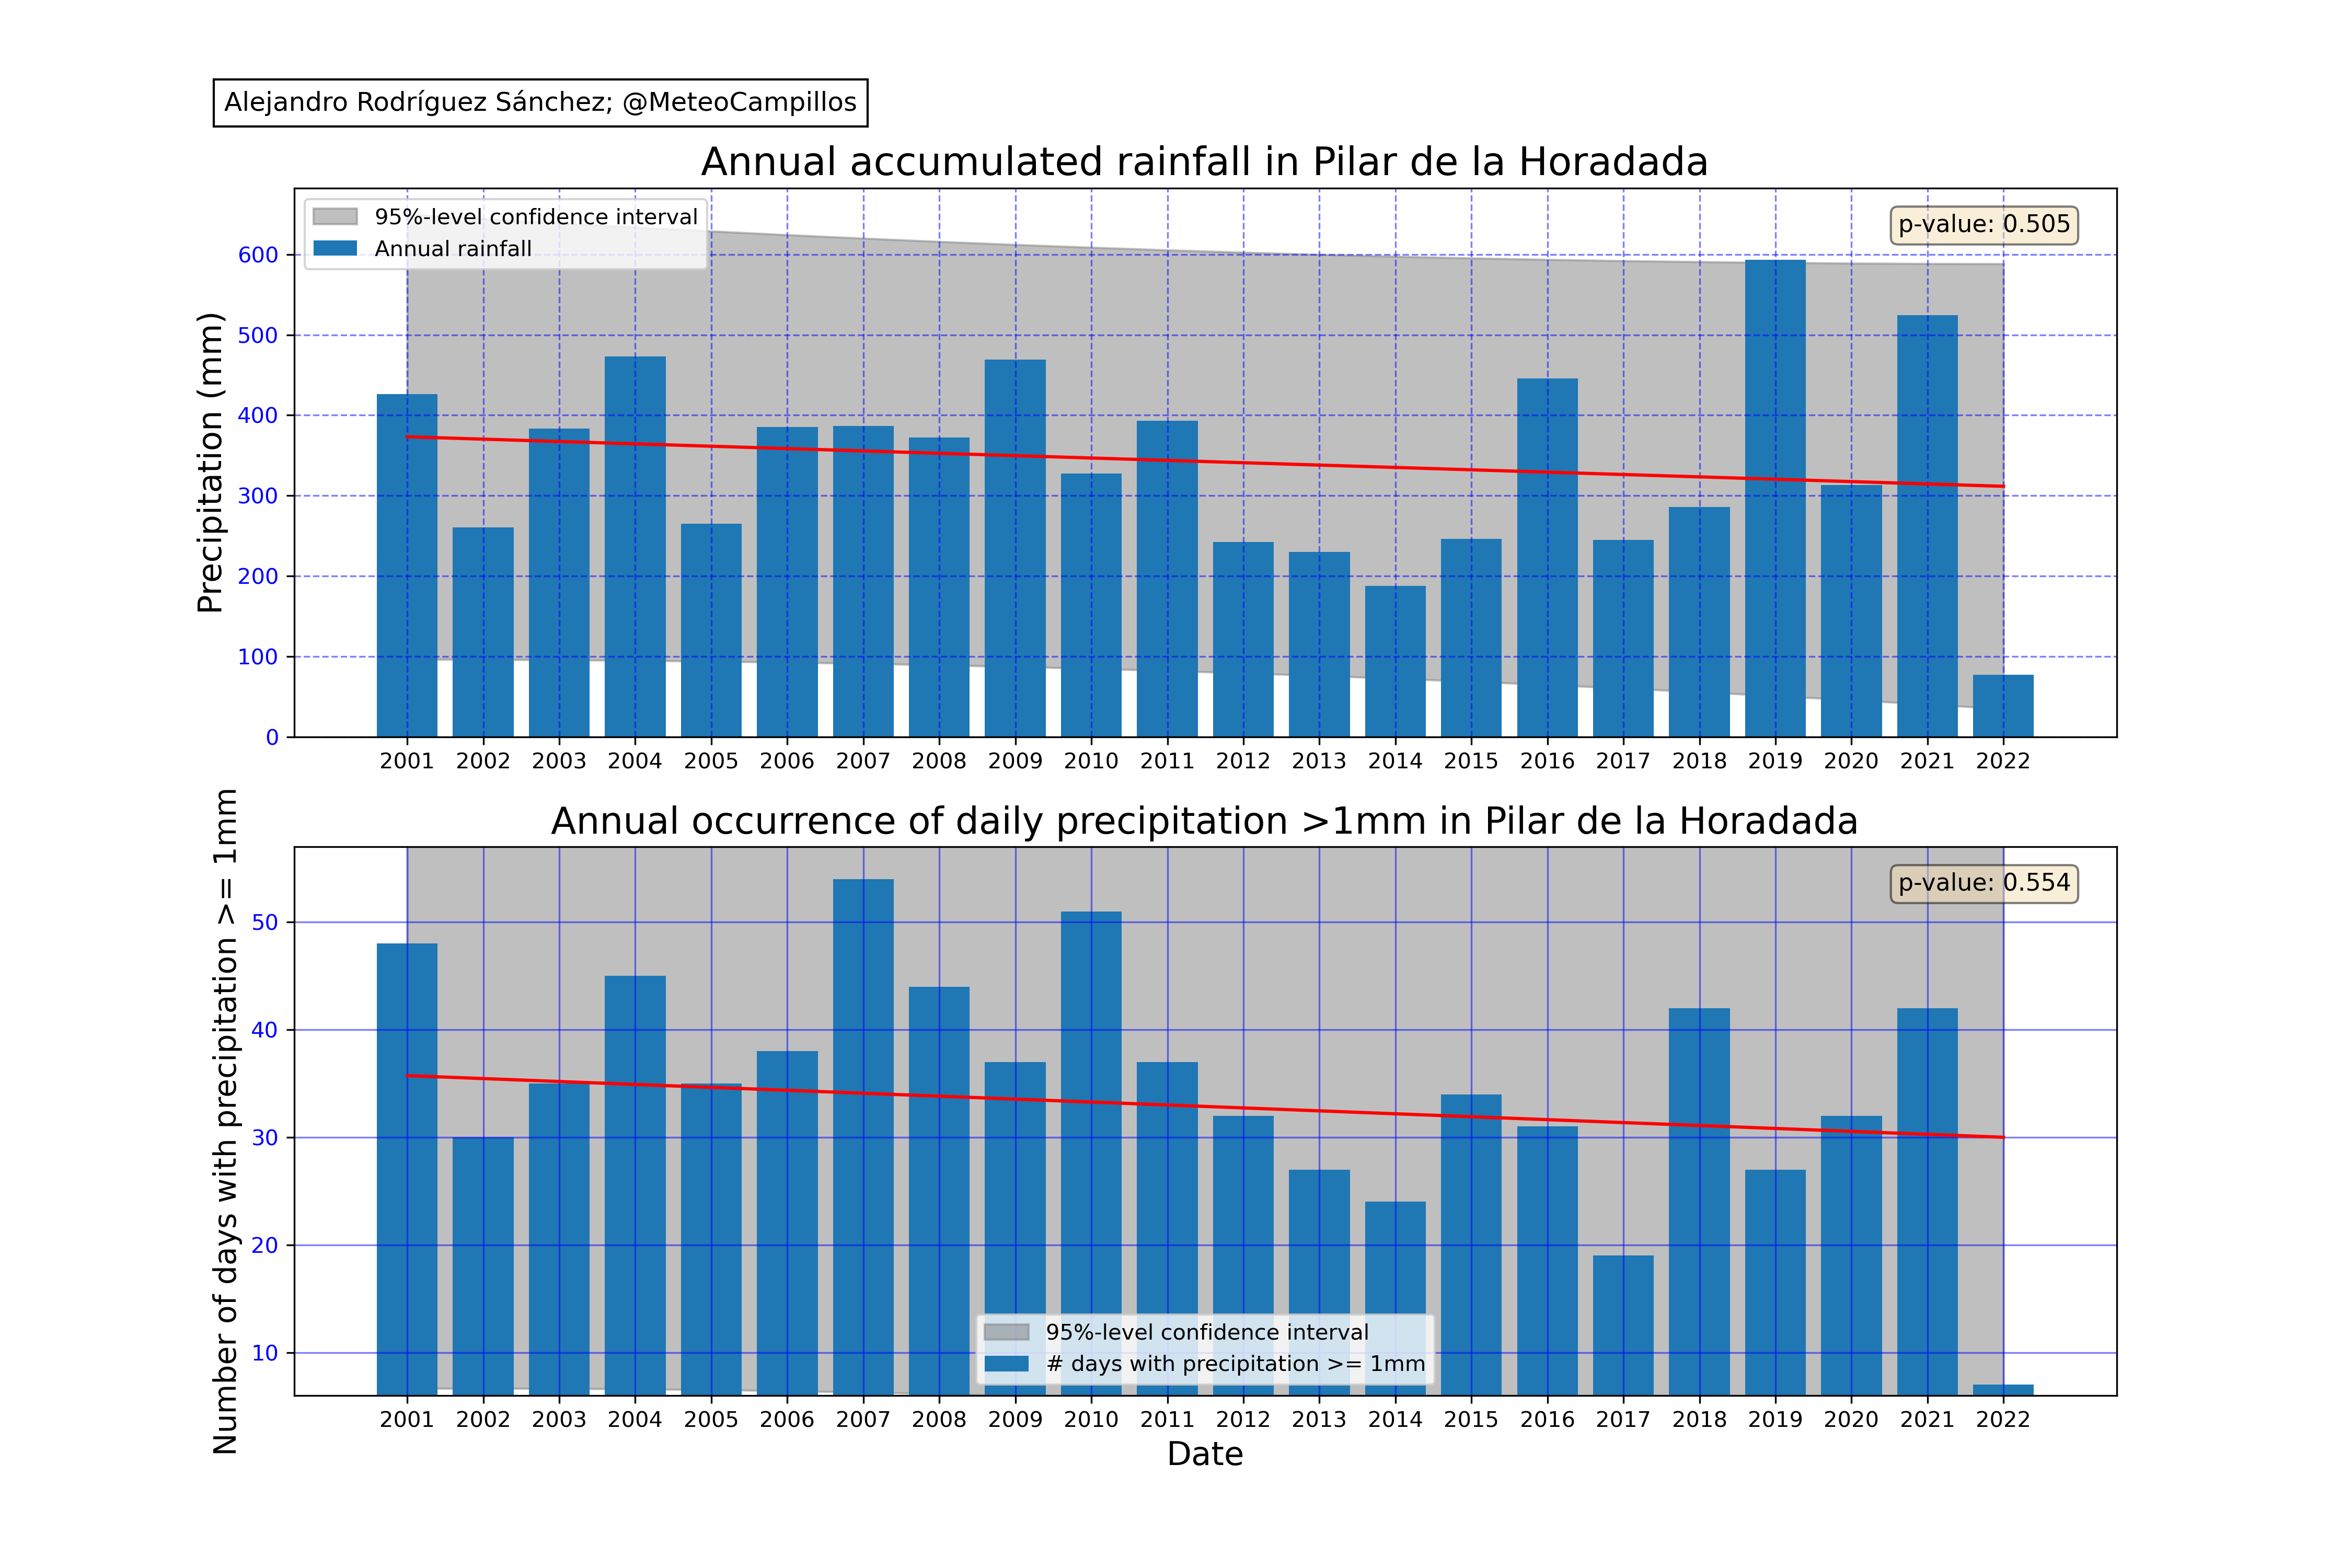 Alejandro Rodríguez Sánchez; @MeteoCampillos
Annual accumulated rainfall in Pilar de la Horadada
95%-level confidence interval
Annual rainfall
p-value: 0.505
Precipitation (mm)
600
500
400
300
200
100
0
2001 2002 2003 2004 2005 2006 2007 2008 2009 2010 2011 2012 2013 2014 2015 2016 2017 2018 2019 2020 2021 2022
Annual occurrence of daily precipitation >1mm in Pilar de la Horadada
p-value: 0.554
Number of days with precipitation >= 1mm
50
40
30
20
10
95%-level confidence interval
# days with precipitation >= 1mm
2001 2002 2003 2004 2005 2006 2007 2008 2009 2010 2011 2012 2013 2014 2015 2016 2017 2018 2019 2020 2021 2022
Date